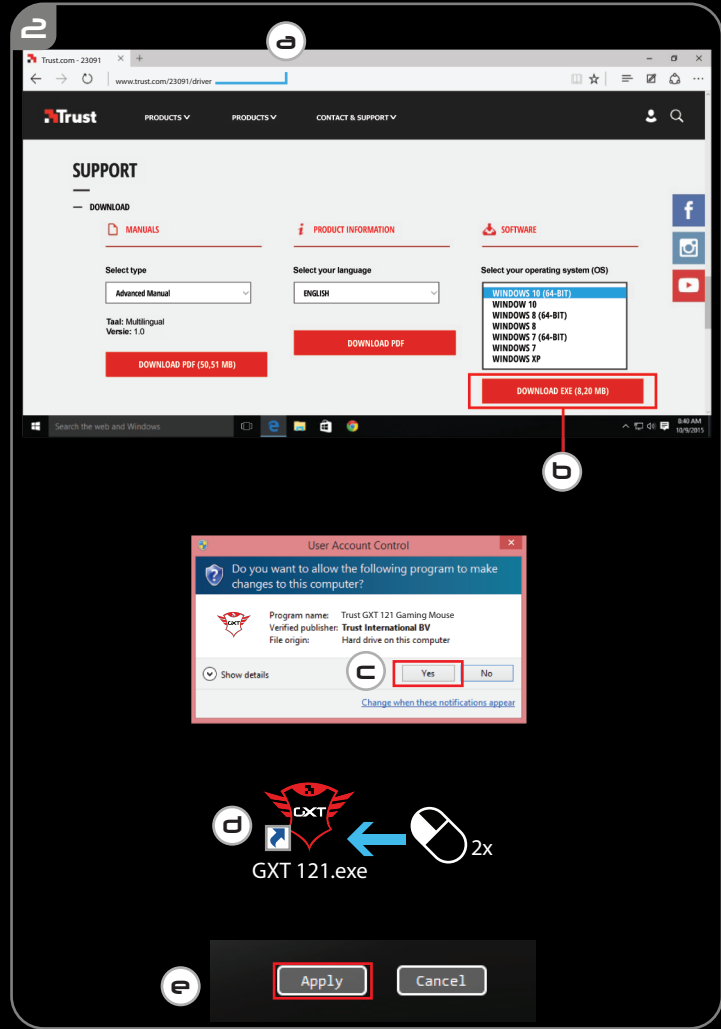 2
a
Trust.com - 23091
www.trust.com/23091/driver
Trust
PRODUCTS
PRODUCTS
CONTACT & SUPPORT
SUPPORT
DOWNLOAD
MANUALS
PRODUCT INFORMATION
SOFTWARE
Select type
Select your language
Select your operating system (OS)
Advanced Manual
ENGLISH
WINDOWS 10 (64-BIT)
WINDOW 10
WINDOWS 8 (64-BIT)
WINDOWS 8
WINDOWS 7 (64-BIT)
WINDOWS 7
WINDOWS XP
Taal: Multilingual
Versie: 1.0
DOWNLOAD PDF
DOWNLOAD PDF (50,51 MB)
DOWNLOAD EXE (8,20 MB)
Search the web and Windows
8:40 AM
10/9/2015
b
User Account Control
Do you want to allow the following program to make
changes to this computer?
GXT
Program name: Trust GXT 121 Gaming Mouse
Verified publisher: Trust International BV
File origin: Hard drive on this computer
c
Show details
Yes
No
Change when these notifications appear
d
GXT
2x
GXT 121.exe
e
Apply
Cancel